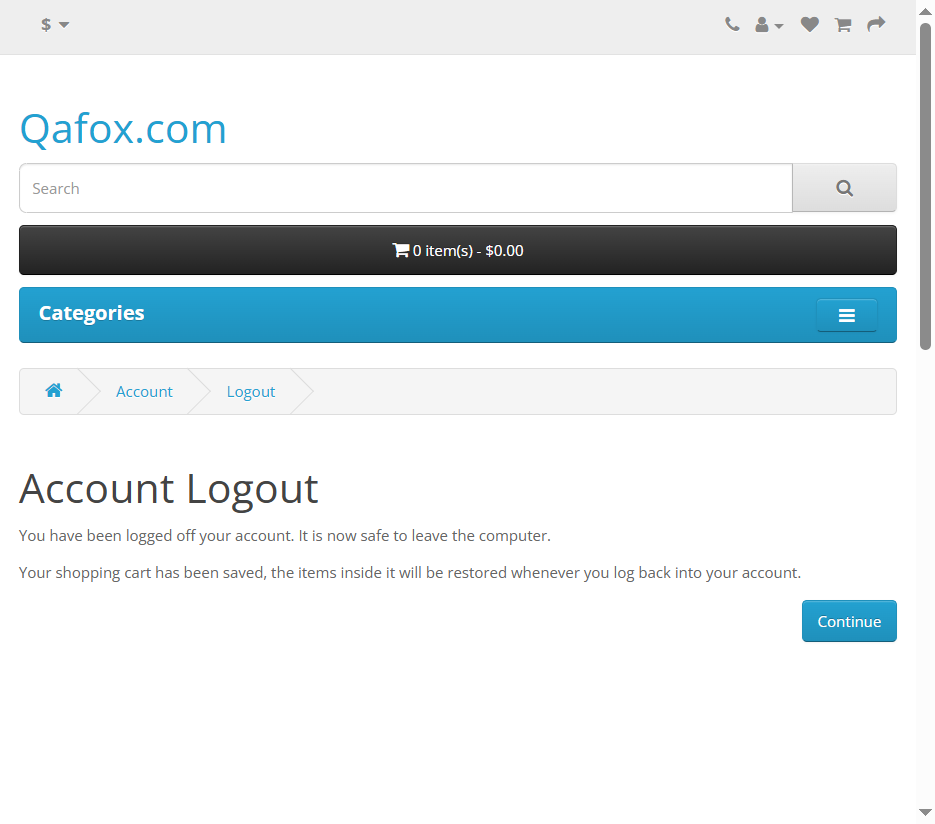 $
Qafox.com
Search
0 item(s) - $0.00
Categories
Account
Logout
Account Logout
You have been logged off your account. It is now safe to leave the computer.
Your shopping cart has been saved, the items inside it will be restored whenever you log back into your account.
Continue